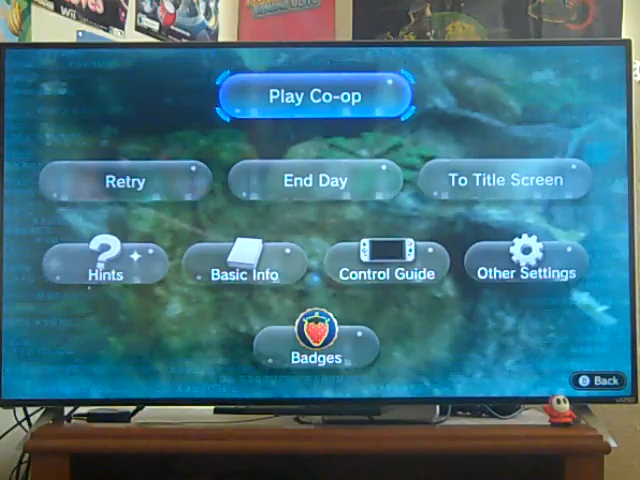 Play Co-op
Retry
End Day
To Title Screen
Hints
Basic Info
Control Guide
Other Settings
Badges
B Back